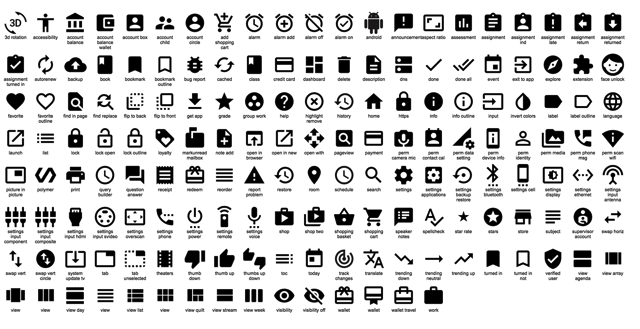 3D
3d rotation
accessibility
account
balance
account
balance
wallet
account box
account
child
account
circle
add
shopping
cart
alarm
alarm add
alarm off
alarm on
android
announcement
aspect ratio
assessment
assignment
assignment
ind
assignment
late
assignment
return
assignment
returned
assignment
turned in
autorenew
backup
book
bookmark
bookmark
outline
bug report
cached
class
credit card
dashboard
delete
description
dns
done
done all
event
exit to app
explore
extension
face unlock
favorite
favorite
outline
find in page
find replace
flip to back
flip to front
get app
grade
group work
help
highlight
remove
history
home
https
info
info outline
input
invert colors
label
label outline
language
launch
list
lock
lock open
lock outline
loyalty
markunread
mailbox
note add
open in
browser
open in new
open with
pageview
payment
perm
camera mic
perm
contact cal
perm data
setting
perm
device info
perm
identity
perm media
perm phone
msg
perm scan
wifi
picture in
picture
polymer
print
query
builder
question
answer
receipt
redeem
reorder
report
problem
restore
room
schedule
search
settings
settings
applications
settings
backup
restore
settings
bluetooth
settings cell
settings
display
settings
ethernet
settings
input
antenna
settings
input
component
settings
input
composite
settings
input hdmi
settings
input svideo
settings
overscan
settings
phone
settings
power
settings
remote
settings
voice
shop
shop two
shopping
basket
shopping
cart
speaker
notes
spellcheck
star rate
stars
store
subject
supervisor
account
swap horiz
swap vert
swap vert
circle
system
update tv
tab
tab
unselected
theaters
thumb
down
thumb up
thumbs up
down
toc
today
track
changes
translate
trending
down
trending
neutral
trending up
turned in
turned in
not
verified
user
view
agenda
view array
view
view
view day
view
view list
view
view quilt
view stream
view week
visibility
visibility off
wallet
wallet
wallet travel
work